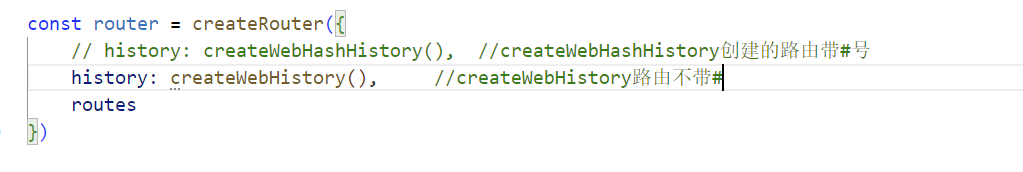 const router = createRouter({
// history: createWebHashHistory(), //createWebHashHistory创建的路由带#号
history: createWebHistory(), //createWebHistory路由不带#
routes
})